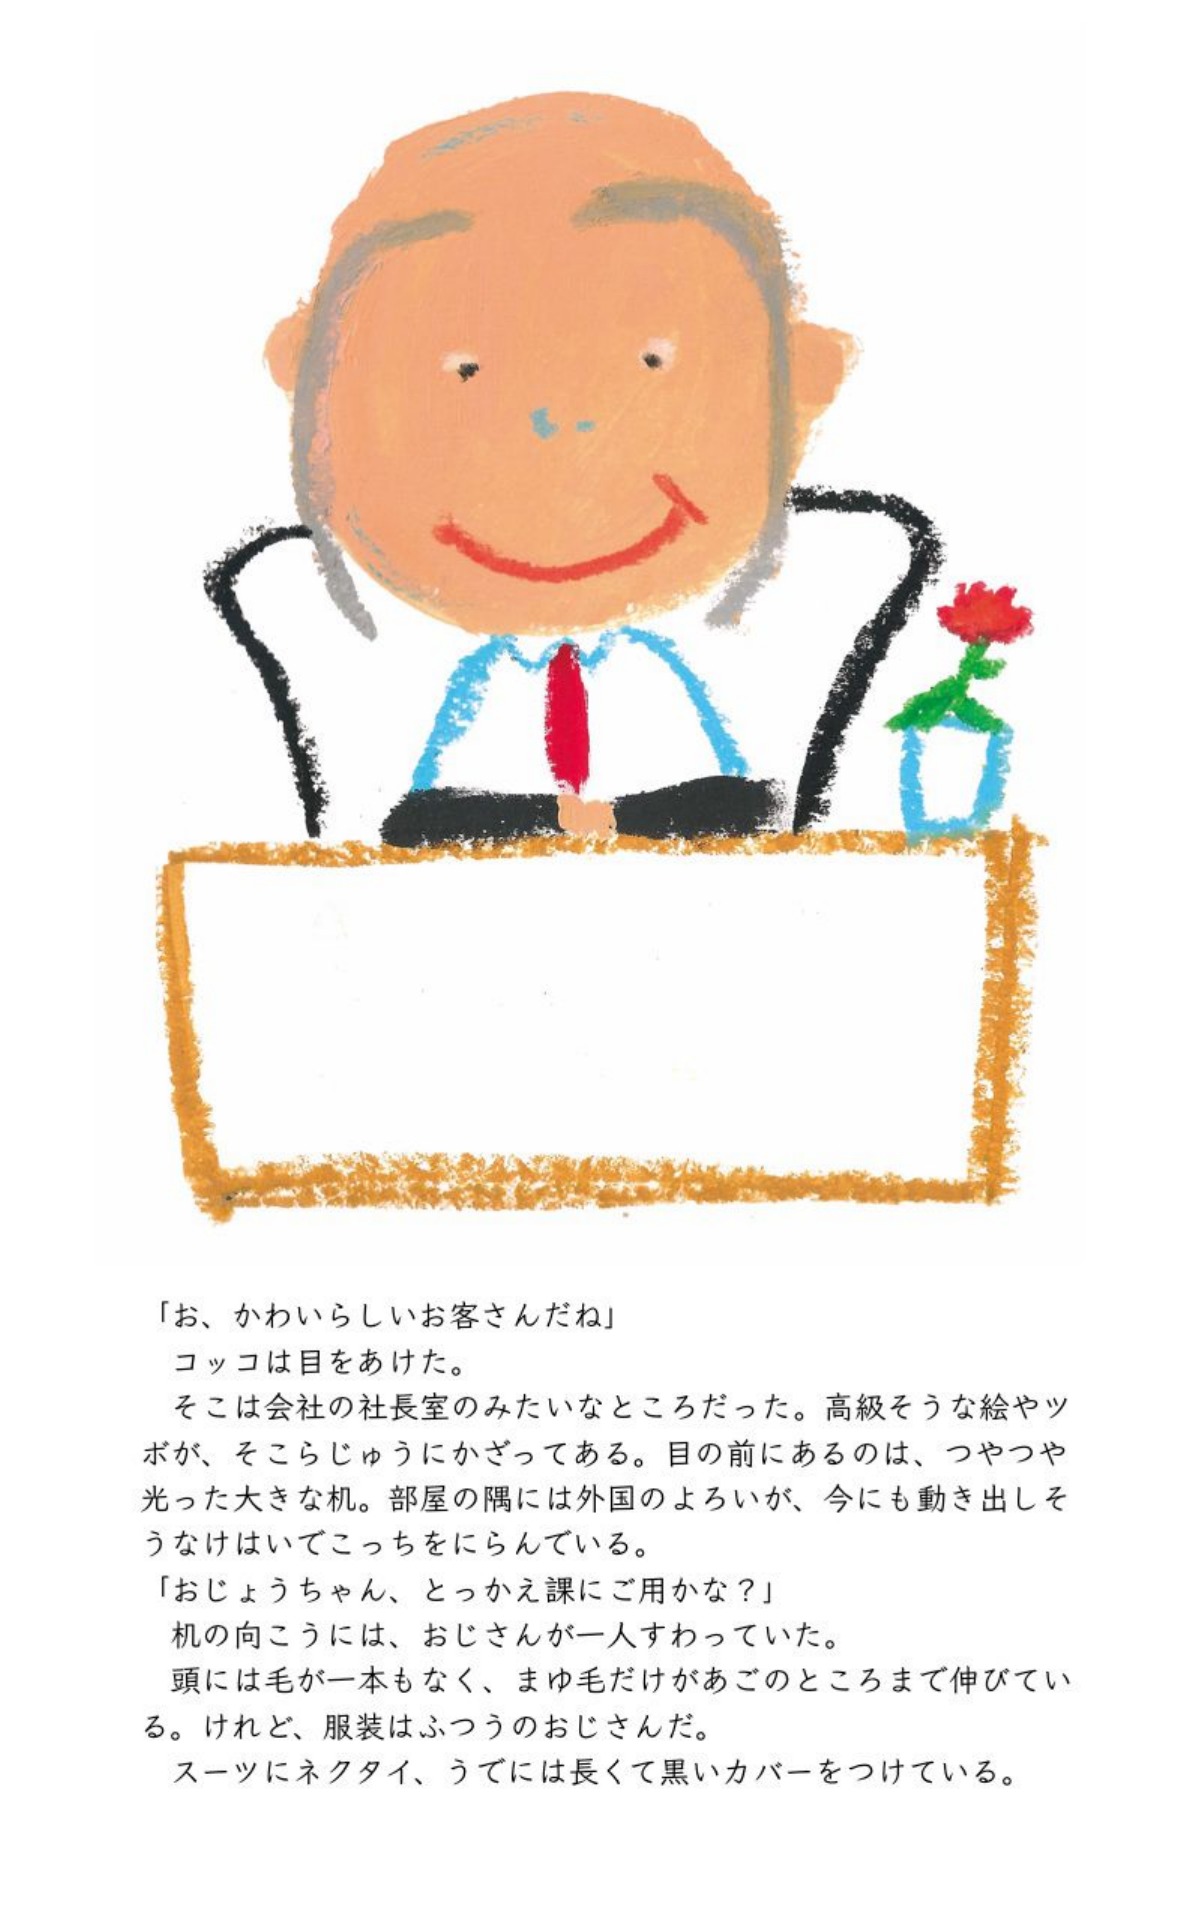 「お、かわいらしいお客さんだね」
　コッコは目をあけた。
　そこは会社の社長室のみたいなところだった。高級そうな絵やツ
ボが、そこらじゅうにかざってある。目の前にあるのは、つやつや
光った大きな机。部屋の隅には外国のよろいが、今にも動き出しそ
うなけはいでこっちをにらんでいる。
「おじょうちゃん、とっかえ課にご用かな？」
　机の向こうには、おじさんが一人すわっていた。
　頭には毛が一本もなく、まゆ毛だけがあごのところまで伸びてい
る。けれど、服装はふつうのおじさんだ。
　スーツにネクタイ、うでには長くて黒いカバーをつけている。